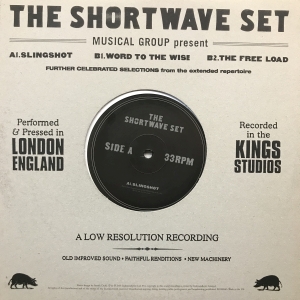 THE SHORTWAVE SET
MUSICAL GROUP present
A1.SLINGSHOT B1.WORD TO THE WISE B2.THE FREE LOAD
FURTHER CELEBRATED SELECTIONS from the extended repertoire
Performed
& Pressed in
LONDON
ENGLAND
THE
SHORTWAVE SET
SIDE A 33RPM
A1.SLINGSHOT
Recorded
in the
KINGS
STUDIOS
A LOW RESOLUTION RECORDING
OLD IMPROVED SOUND • FAITHFUL RENDITIONS • NEW MACHINERY